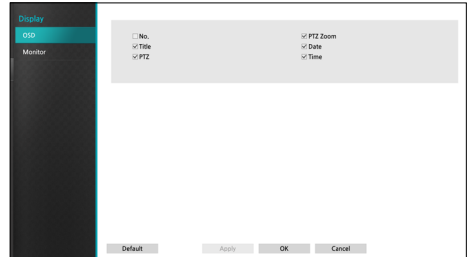 Display
OSD
Monitor
No.
Title
PTZ
PTZ Zoom
Date
Time
Default
Apply
OK
Cancel